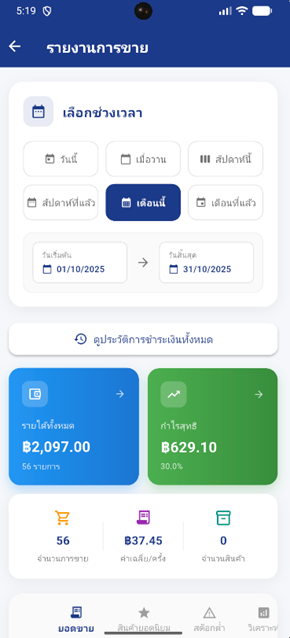 5:19
รายงานการขาย
เลือกช่วงเวลา
วันนี้
เมื่อวาน
สัปดาห์นี้
สัปดาห์ที่แล้ว
เดือนนี้
เดือนที่แล้ว
วันเริ่มต้น
วันสิ้นสุด
01/10/2025
31/10/2025
ดูประวัติการชำระเงินทั้งหมด
รายได้ทั้งหมด
กำไรสุทธิ
฿2,097.00
฿629.10
56 รายการ
30.0%
56
฿37.45
0
จำนวนการขาย
ค่าเฉลี่ย/ครั้ง
จำนวนสินค้า
ยอดขาย
สินค้ายอดนิยม
สต็อกต่ำ